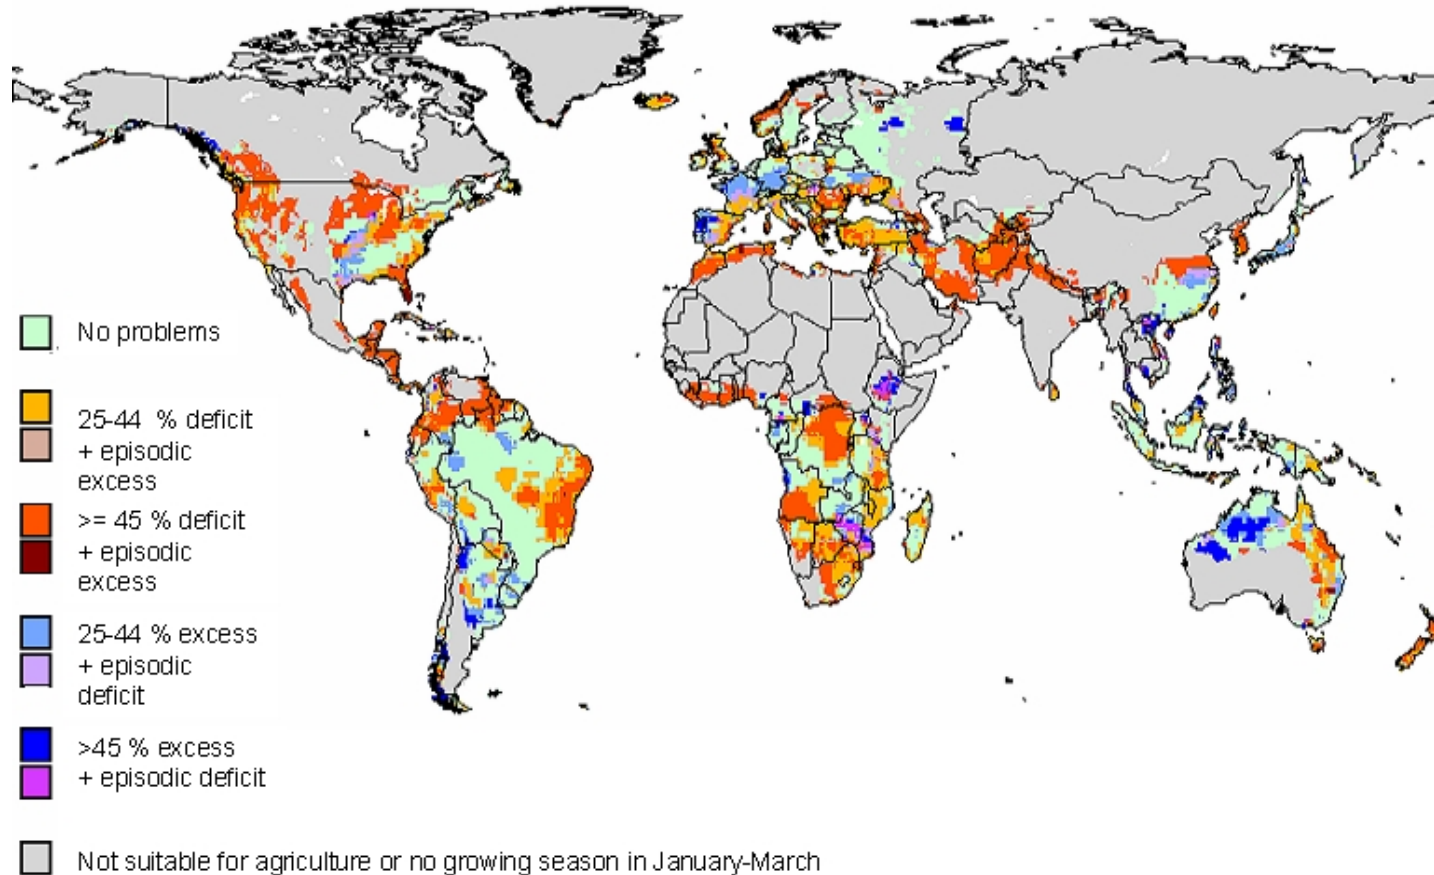 No problems
25-44 % deficit
+ episodic
excess
>= 45 % deficit
+ episodic
excess
25-44 % excess
+ episodic
deficit
>45 % excess
+ episodic deficit
Not suitable for agriculture or no growing season in January-March